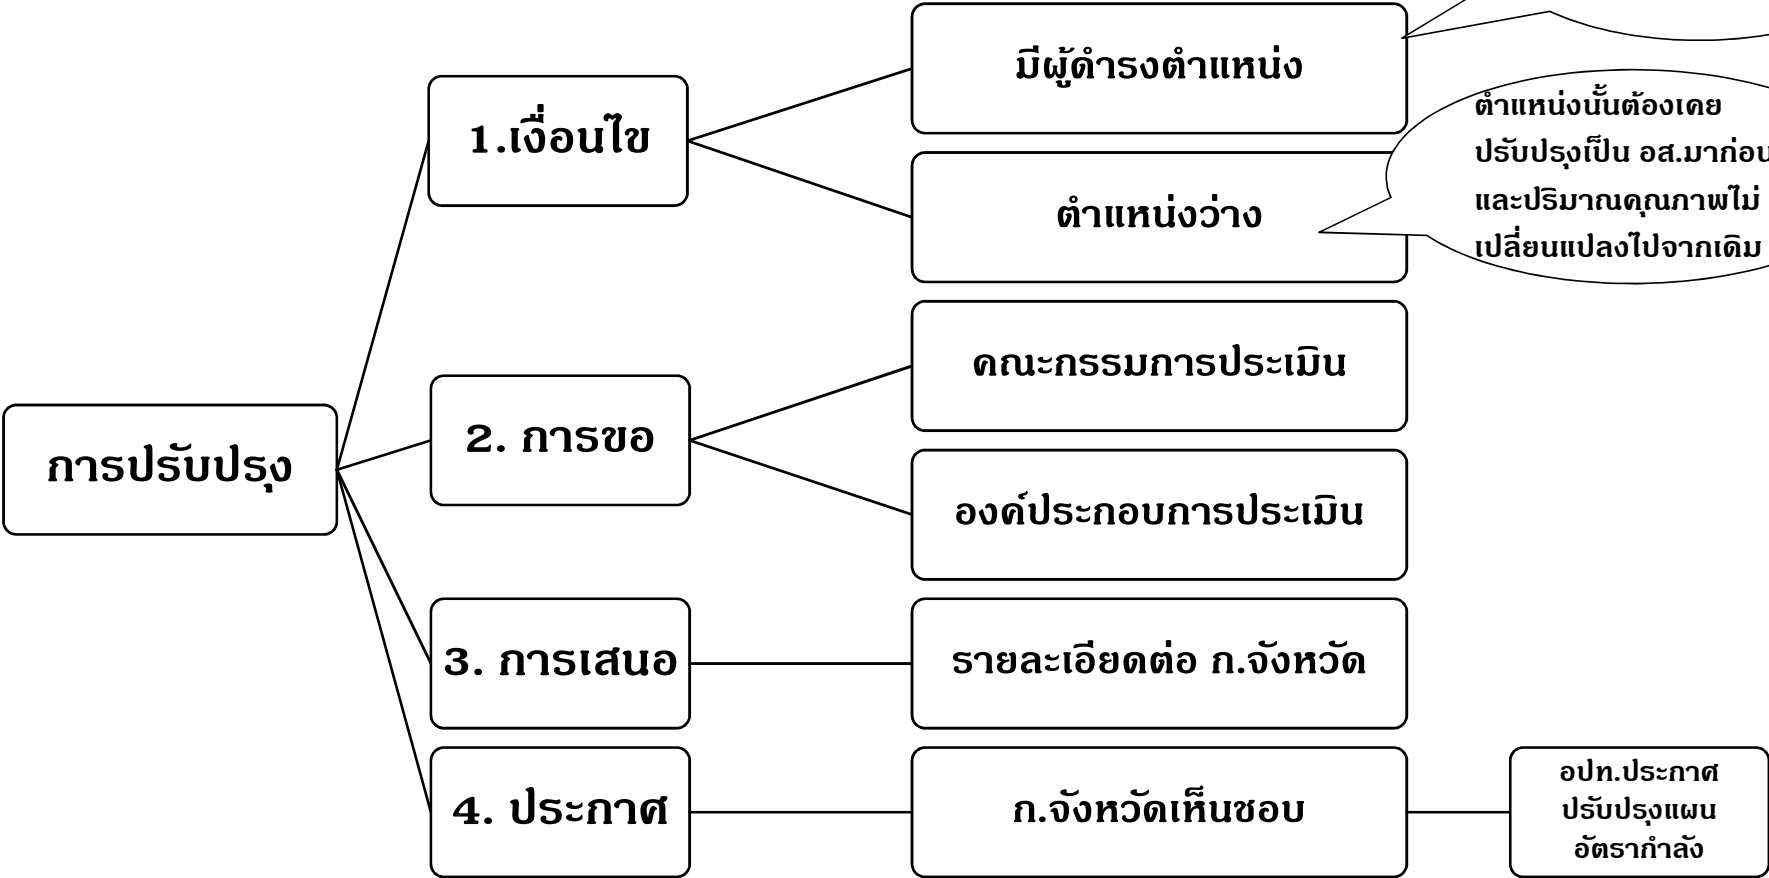 การปรับปรุง
1.เงื่อนไข
มีผู้ดำรงตำแหน่ง
ตำแหน่งว่าง
ตำแหน่งนั้นต้องเคย
ปรับปรุงเป็น อส.มาก่อน
และปริมาณคุณภาพไม่
เปลี่ยนแปลงไปจากเดิม
2. การขอ
คณะกรรมการประเมิน
องค์ประกอบการประเมิน
3. การเสนอ
รายละเอียดต่อ ก.จังหวัด
4. ประกาศ
ก.จังหวัดเห็นชอบ
อปท.ประกาศ
ปรับปรุงแผน
อัตรากำลัง